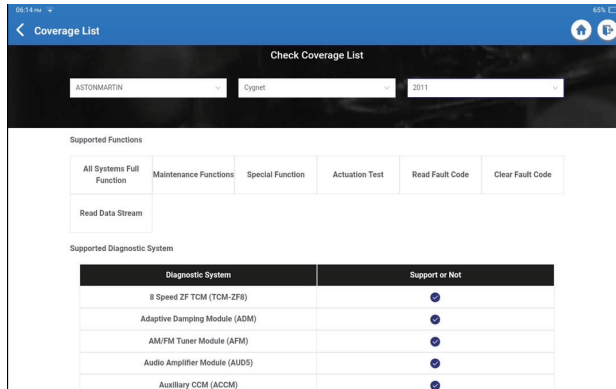 06:14 PM
65%
Coverage List
Check Coverage List
ASTONMARTIN
Cygnet
2011
Supported Functions
All Systems Full
Function
Maintenance Functions
Special Function
Actuation Test
Read Fault Code
Clear Fault Code
Read Data Stream
Supported Diagnostic System
Diagnostic System
Support or Not
8 Speed ZF TCM (TCM-ZF8)
Adaptive Damping Module (ADM)
AM/FM Tuner Module (AFM)
Audio Amplifier Module (AUD5)
Auxiliary CCM (ACCM)